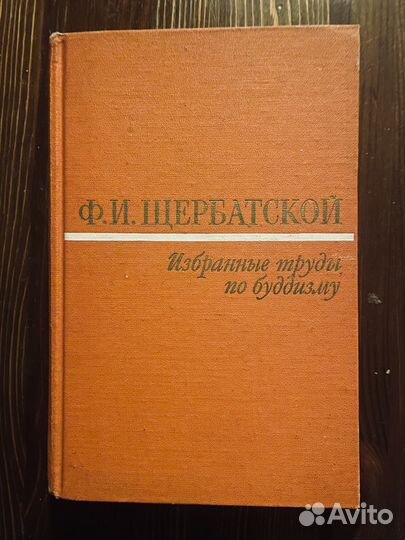 Ф. И. ЩЕРБАТСКОЙ
Избранные труды
по буддизму
Avito